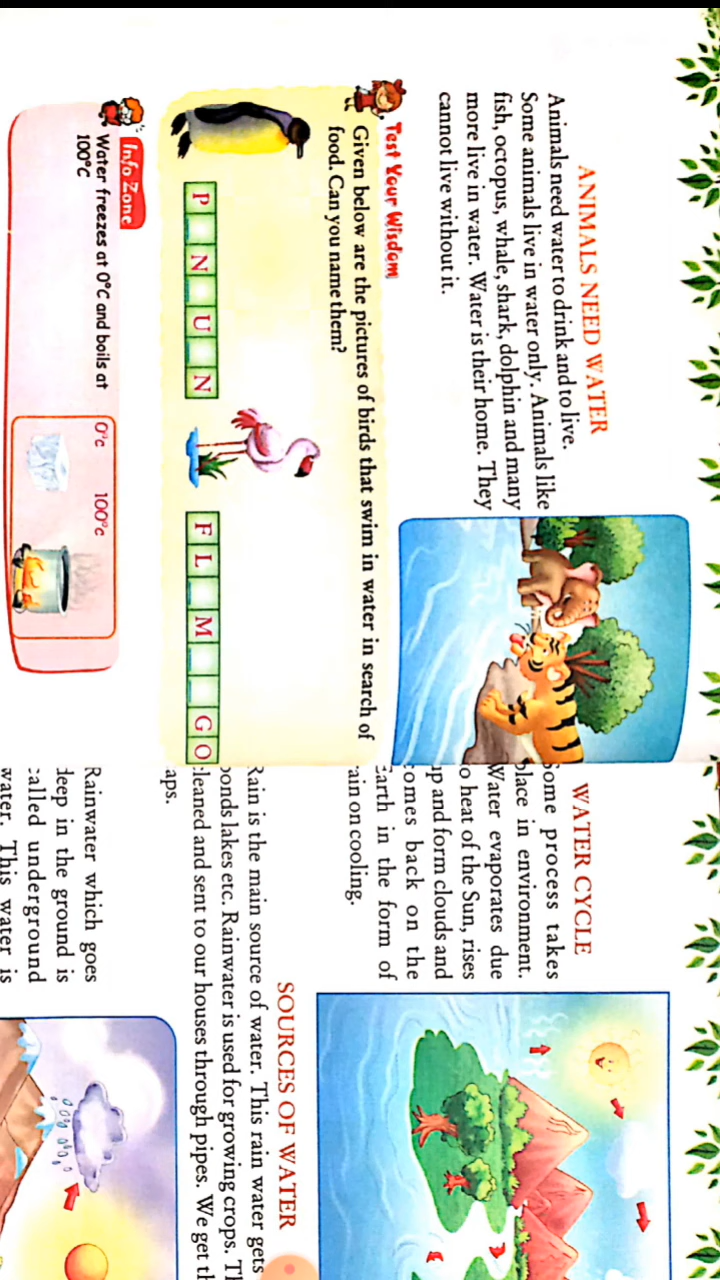 ANIMALS NEED WATER
Animals need water to drink and to live.
Some animals live in water only. Animals like
fish, octopus, whale, shark, dolphin and many
more live in water. Water is their home. They
cannot live without it.
Test Your Wisdom
Given below are the pictures of birds that swim in water in search of
food. Can you name them?
P N U N
F L M G O
Info Zone
Water freezes at 0°C and boils at
100°C
0°c 100°c
WATER CYCLE
Some process takes
place in environment.
Water evaporates due
o heat of the Sun, rises
up and form clouds and
comes back on the
Earth in the form of
rain on cooling.
SOURCES OF WATER
Rain is the main source of water. This rain water gets
ponds lakes etc. Rainwater is used for growing crops.
cleaned and sent to our houses through pipes. We get
aps.
Rainwater which goes
deep in the ground is
called underground
water. This water is